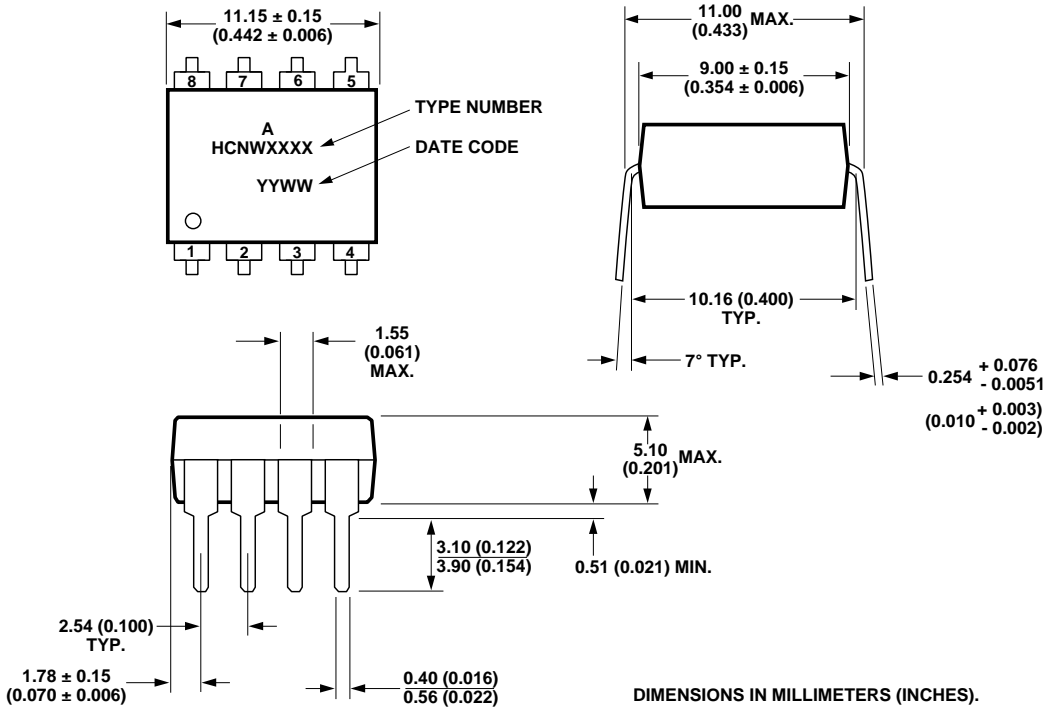 11.15 ± 0.15
(0.442 ± 0.006)
8 7 6 5
A
HCNWXXXX
YYWW
1 2 3 4
TYPE NUMBER
DATE CODE
11.00
(0.433) MAX.
9.00 ± 0.15
(0.354 ± 0.006)
10.16 (0.400)
TYP.
7° TYP.
0.254 + 0.076
- 0.0051
(0.010 + 0.003)
- 0.002)
1.55
(0.061)
MAX.
5.10
(0.201) MAX.
3.10 (0.122)
3.90 (0.154)
0.51 (0.021) MIN.
2.54 (0.100)
TYP.
1.78 ± 0.15
(0.070 ± 0.006)
0.40 (0.016)
0.56 (0.022)
DIMENSIONS IN MILLIMETERS (INCHES).